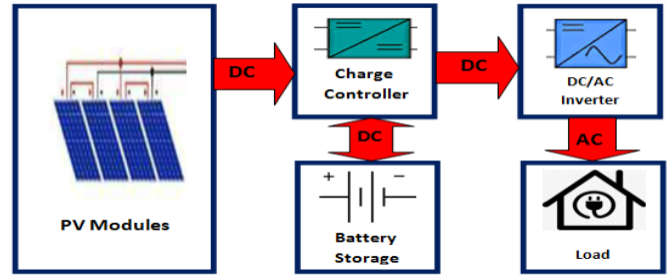 PV Modules
DC
Charge
Controller
DC
DC/AC
Inverter
DC
+ −
Battery
Storage
AC
Load